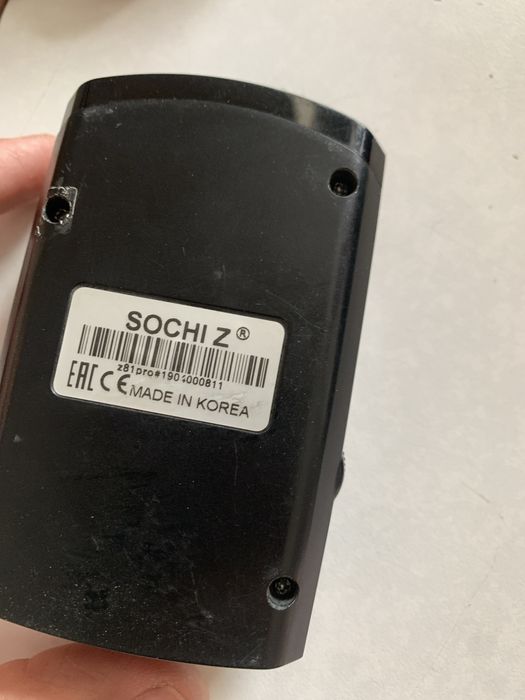 SOCHI Z ®
z81pro#1904000811
EAC CE MADE IN KOREA